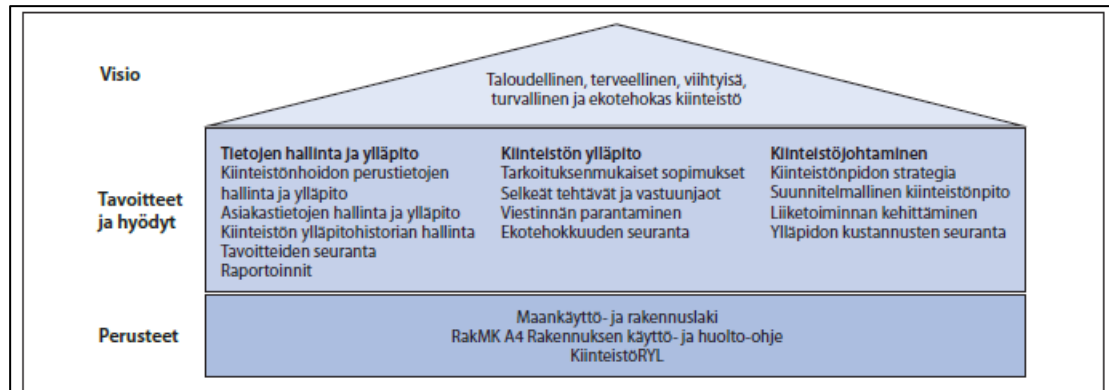 Visio
Taloudellinen, terveellinen, viihtyisä,
turvallinen ja ekotehokas kiinteistö
Tavoitteet
ja hyödyt
Tietojen hallinta ja ylläpito
Kiinteistönhoidon perustietojen
hallinta ja ylläpito
Asiakastietojen hallinta ja ylläpito
Kiinteistön ylläpitohistorian hallinta
Tavoitteiden seuranta
Raportoinnit
Kiinteistön ylläpito
Tarkoituksenmukaiset sopimukset
Selkeät tehtävät ja vastuunjaot
Viestinnän parantaminen
Ekotehokkuuden seuranta
Kiinteistöjohtaminen
Kiinteistönpidon strategia
Suunnitelmallinen kiinteistönpito
Liiketoiminnan kehittäminen
Ylläpidon kustannusten seuranta
Perusteet
Maankäyttö- ja rakennuslaki
RakMK A4 Rakennuksen käyttö- ja huolto-ohje
KiinteistöRYL